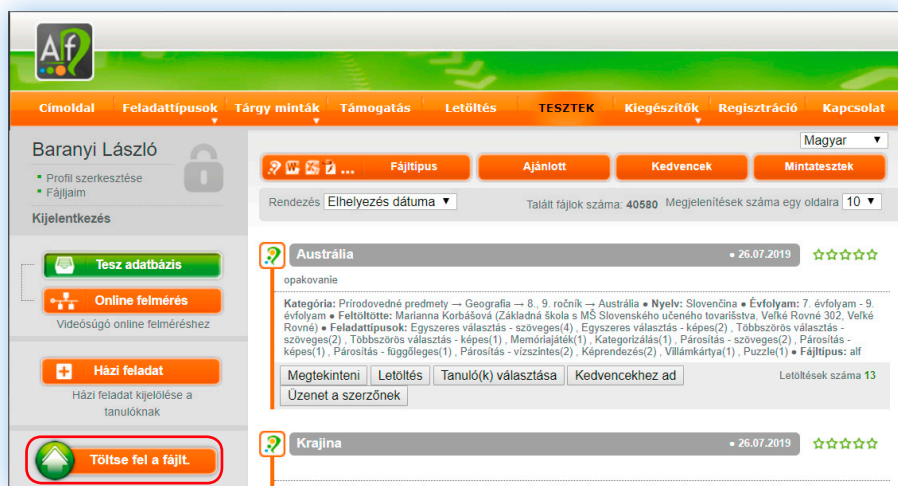 Alf
Címoldal Feladattípusok Tárgy minták Támogatás Letöltés TESZTEK Kiegészítők Regisztráció Kapcsolat
Baranyi László
Profil szerkesztése
Fájljaim
Kijelentkezés
Tesz adatbázis
Online felmérés
Videósúgó online felméréshez
Házi feladat
Házi feladat kijelölése a
tanulóknak
Töltse fel a fájlt.
Magyar
... Fájltípus Ajánlott Kedvencek Mintatesztek
Rendezés Elhelyezés dátuma Talált fájlok száma: 40580 Megjelenítések száma egy oldalra 10
Austrália • 26.07.2019
opakovanie
Kategória: Prírodovedné predmety → Geografia → 8., 9. ročník → Austrália • Nyelv: Slovenčina • Évfolyam: 7. évfolyam - 9.
évfolyam • Feltöltötte: Marianna Korbášová (Základná škola s MŠ Slovenského učeného tovarišstva, Veľké Rovné 302, Veľké
Rovné) • Feladattípusok: Egyszeres választás - szöveges(4) , Egyszeres választás - képes(2) , Többszörös választás -
szöveges(2) , Többszörös választás - képes(1) , Memóriajáték(1) , Kategorizálás(1) , Párosítás - szöveges(2) , Párosítás -
képes(1) , Párosítás - függőleges(1) , Párosítás - vízszintes(2) , Képrendezés(2) , Villámkártya(1) , Puzzle(1) • Fájltípus: alf
Megtekinteni Letöltés Tanuló(k) választása Kedvencekhez ad Letöltések száma 13
Üzenet a szerzőnek
Krajina • 26.07.2019